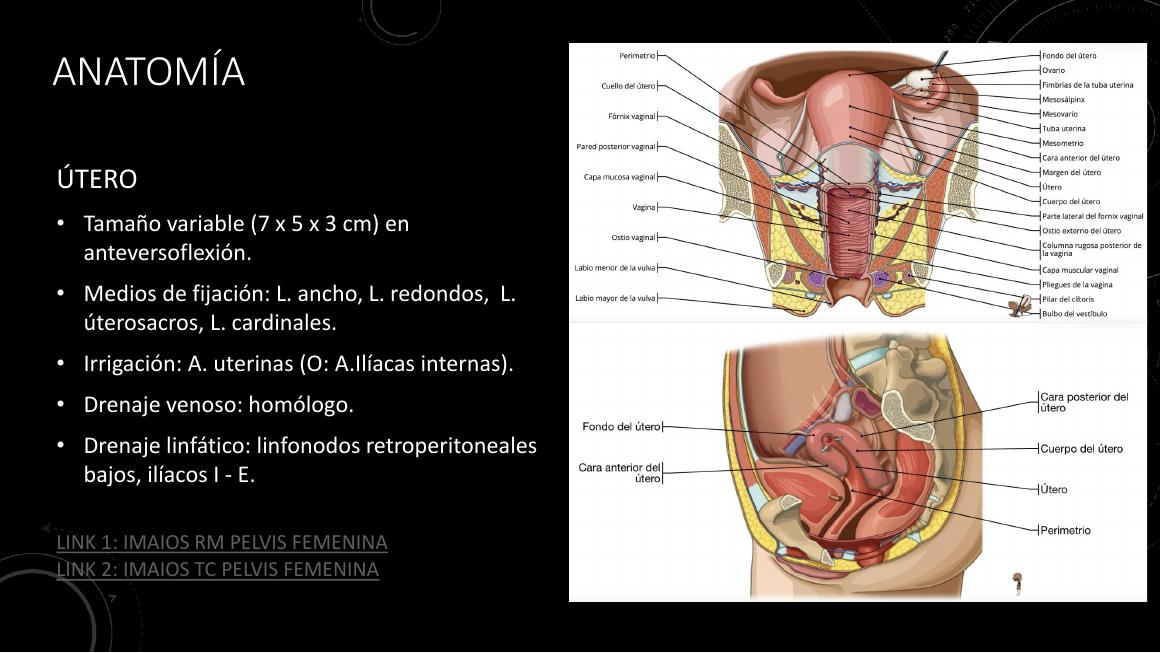 ANATOMÍA
ÚTERO
• Tamaño variable (7 x 5 x 3 cm) en
anteversoflexión.
• Medios de fijación: L. ancho, L. redondos, L.
úterosacros, L. cardinales.
• Irrigación: A. uterinas (O: A.Ilíacas internas).
• Drenaje venoso: homólogo.
• Drenaje linfático: linfonodos retroperitoneales
bajos, ilíacos I - E.
LINK 1: IMAIOS RM PELVIS FEMENINA
LINK 2: IMAIOS TC PELVIS FEMENINA
Perimetrio
Cuello del útero
Fórnix vaginal
Pared posterior vaginal
Capa mucosa vaginal
Vagina
Ostio vaginal
Labio menor de la vulva
Labio mayor de la vulva
Fondo del útero
Ovario
Fimbrias de la tuba uterina
Mesosálpinx
Mesovario
Tuba uterina
Mesometrio
Cara anterior del útero
Margen del útero
Útero
Cuerpo del útero
Parte lateral del fornix vaginal
Ostio externo del útero
Columna rugosa posterior de
la vagina
Capa muscular vaginal
Pliegues de la vagina
Pilar del clítoris
Bulbo del vestíbulo
Fondo del útero
Cara anterior del
útero
Cara posterior del
útero
Cuerpo del útero
Útero
Perimetrio